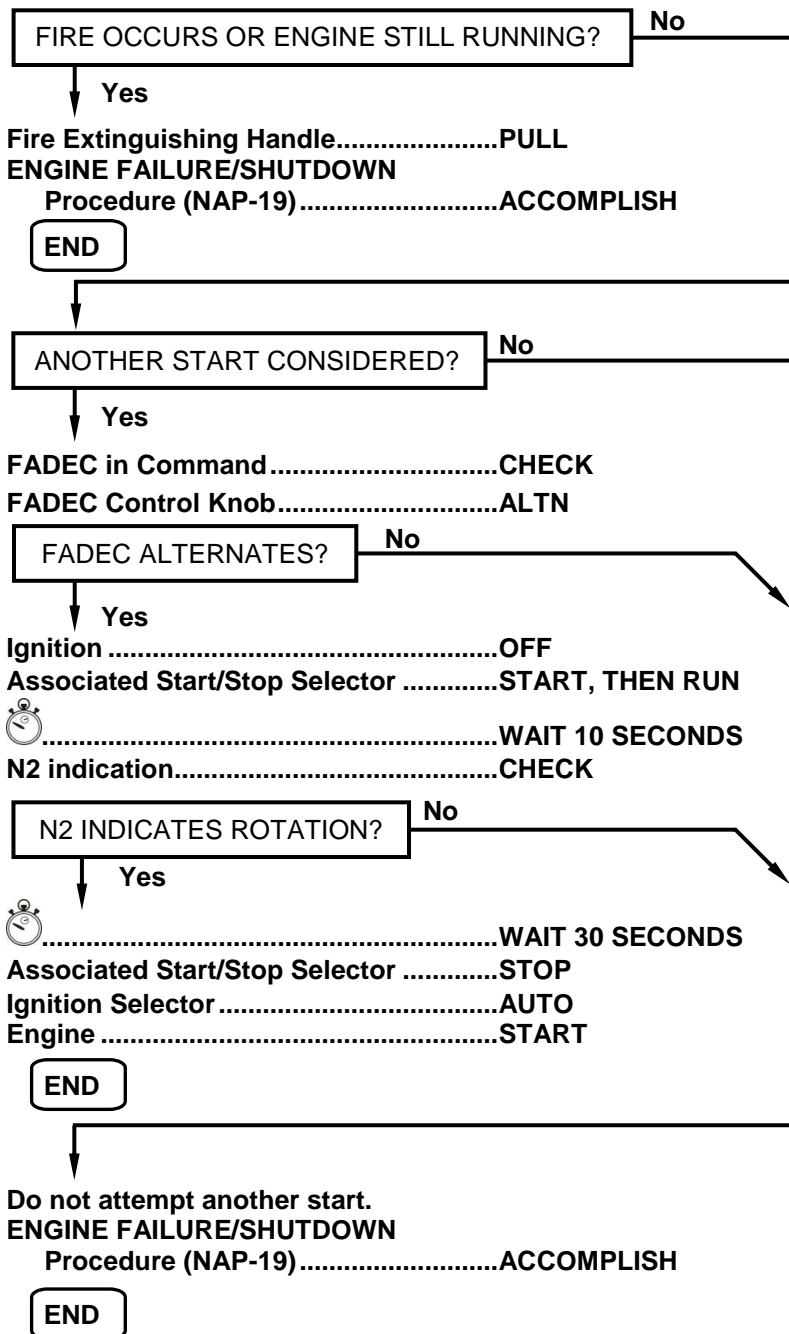 FIRE OCCURS OR ENGINE STILL RUNNING?
No
Yes
Fire Extinguishing Handle......................PULL
ENGINE FAILURE/SHUTDOWN
Procedure (NAP-19)...........................ACCOMPLISH
END
ANOTHER START CONSIDERED?
No
Yes
FADEC in Command...............................CHECK
FADEC Control Knob..............................ALTN
FADEC ALTERNATES?
No
Yes
Ignition .....................................................OFF
Associated Start/Stop Selector .............START, THEN RUN
..............................................................WAIT 10 SECONDS
N2 indication............................................CHECK
N2 INDICATES ROTATION?
No
Yes
..............................................................WAIT 30 SECONDS
Associated Start/Stop Selector .............STOP
Ignition Selector......................................AUTO
Engine ......................................................START
END
Do not attempt another start.
ENGINE FAILURE/SHUTDOWN
Procedure (NAP-19)...........................ACCOMPLISH
END